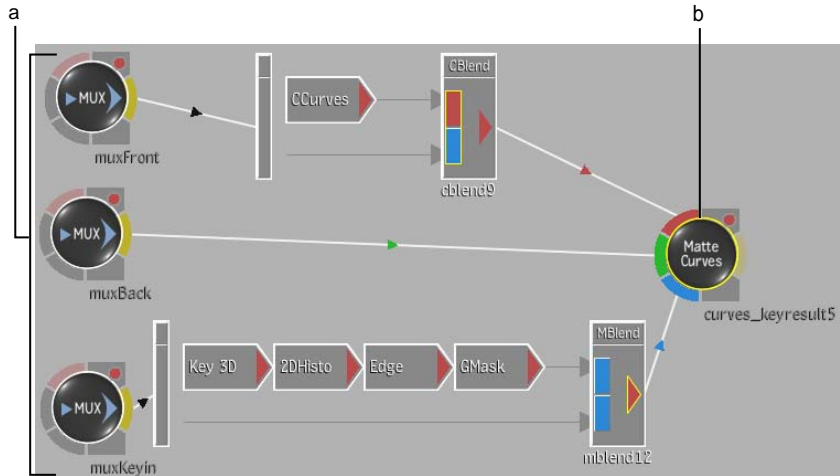 a
b
MUX
muxFront
CCurves
CBlend
cblend9
MUX
muxBack
Matte
Curves
curves_keyresult5
MUX
muxKeyin
Key 3D
2DHisto
Edge
GMask
MBlend
mblend12